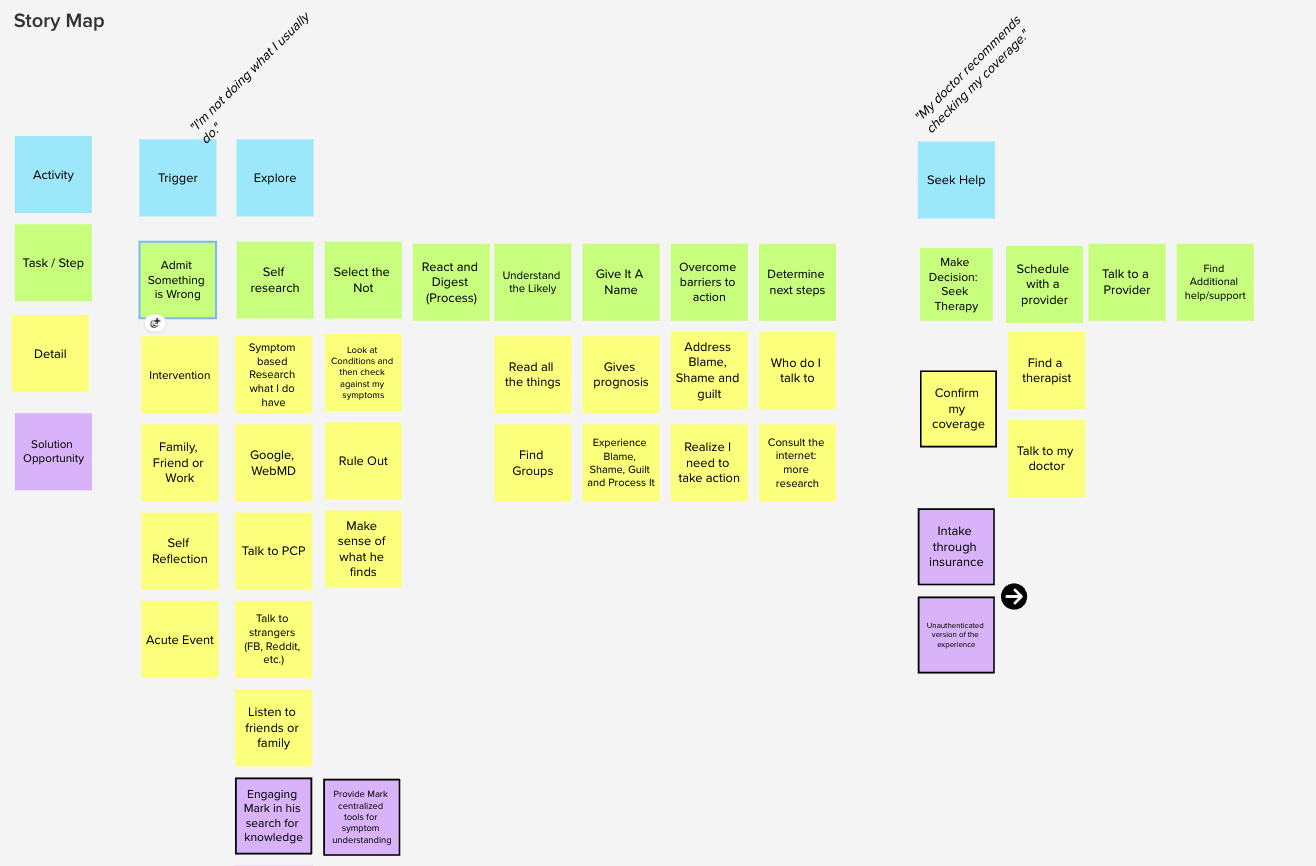 Story Map
"I'm not doing what I usually
do."
"My doctor recommends
checking my coverage."
Activity
Trigger
Explore
Seek Help
Task / Step
Admit
Something
is Wrong
Self
research
Select the
Not
React and
Digest
(Process)
Understand
the Likely
Give It A
Name
Overcome
barriers to
action
Determine
next steps
Make
Decision:
Seek
Therapy
Schedule
with a
provider
Talk to a
Provider
Find
Additional
help/support
Detail
Intervention
Symptom
based
Research
what I do
have
Look at
Conditions and
then check
against my
symptoms
Read all
the things
Gives
prognosis
Address
Blame,
Shame and
guilt
Who do I
talk to
Confirm
my
coverage
Find a
therapist
Solution
Opportunity
Family,
Friend or
Work
Google,
WebMD
Rule Out
Find
Groups
Experience
Blame,
Shame, Guilt
and Process It
Realize I
need to
take action
Consult the
internet:
more
research
Talk to my
doctor
Self
Reflection
Talk to PCP
Make
sense of
what he
finds
Intake
through
insurance
Acute Event
Talk to
strangers
(FB, Reddit,
etc.)
Unauthenticated
version of the
experience
Listen to
friends or
family
Engaging
Mark in his
search for
knowledge
Provide Mark
centralized
tools for
symptom
understanding